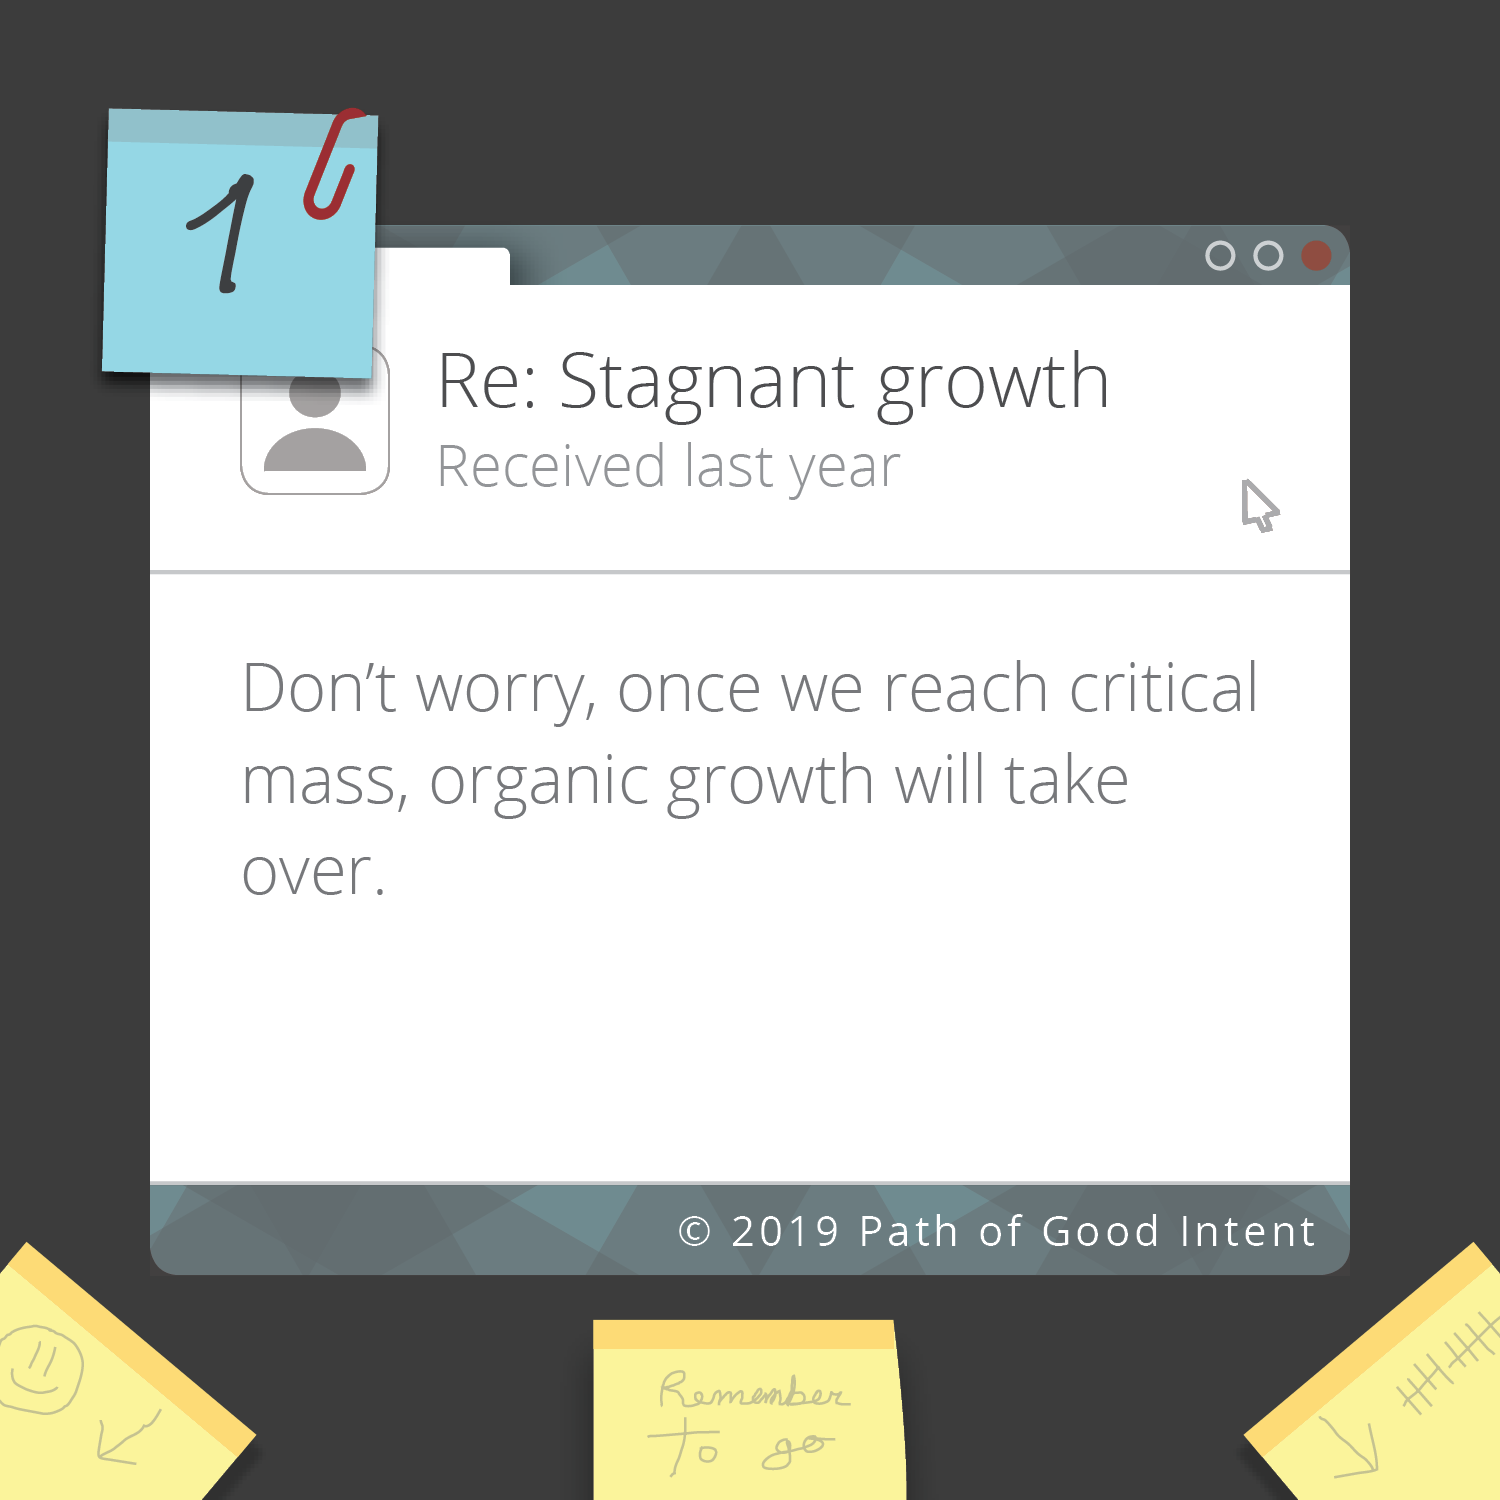 1
Re: Stagnant growth
Received last year
Don’t worry, once we reach critical
mass, organic growth will take
over.
© 2019 Path of Good Intent
Remember
to go